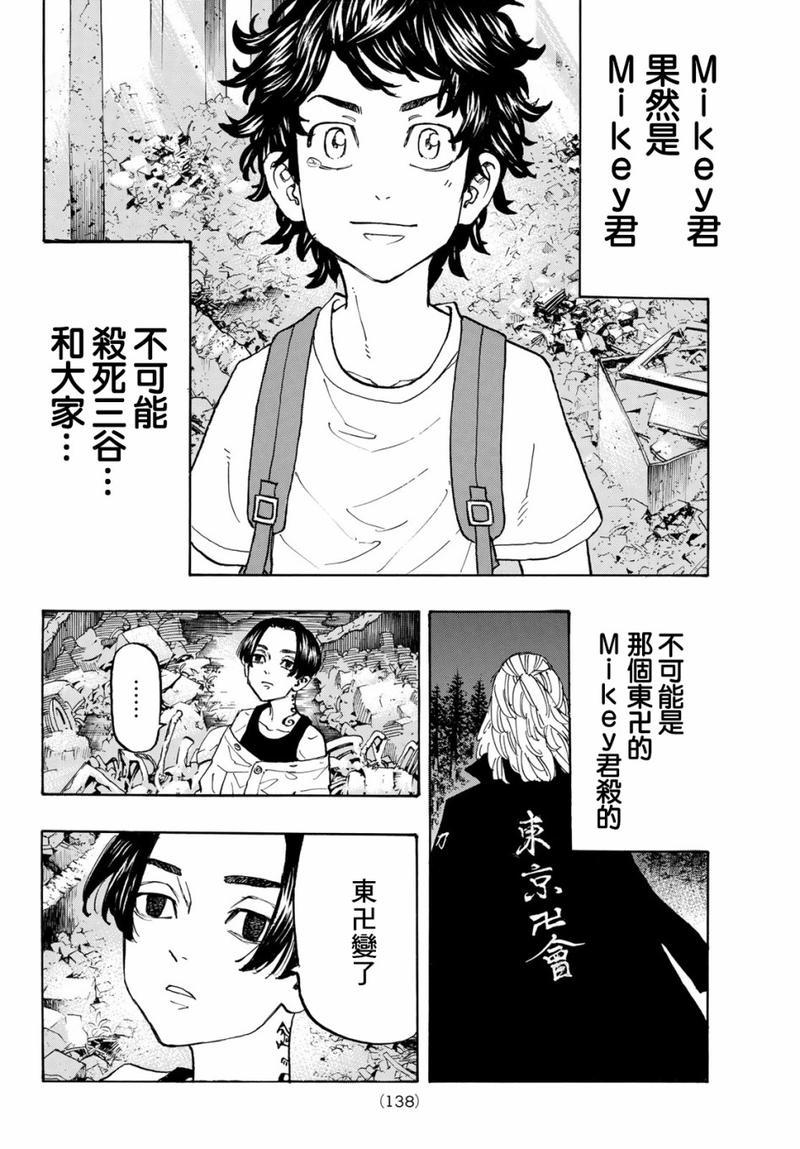 Mikey君
果然是
Mikey君
不可能
殺死三谷…
和大家…
不可能是
那個東卍的
Mikey君殺的
東京卍會
……
東卍變了
(138)